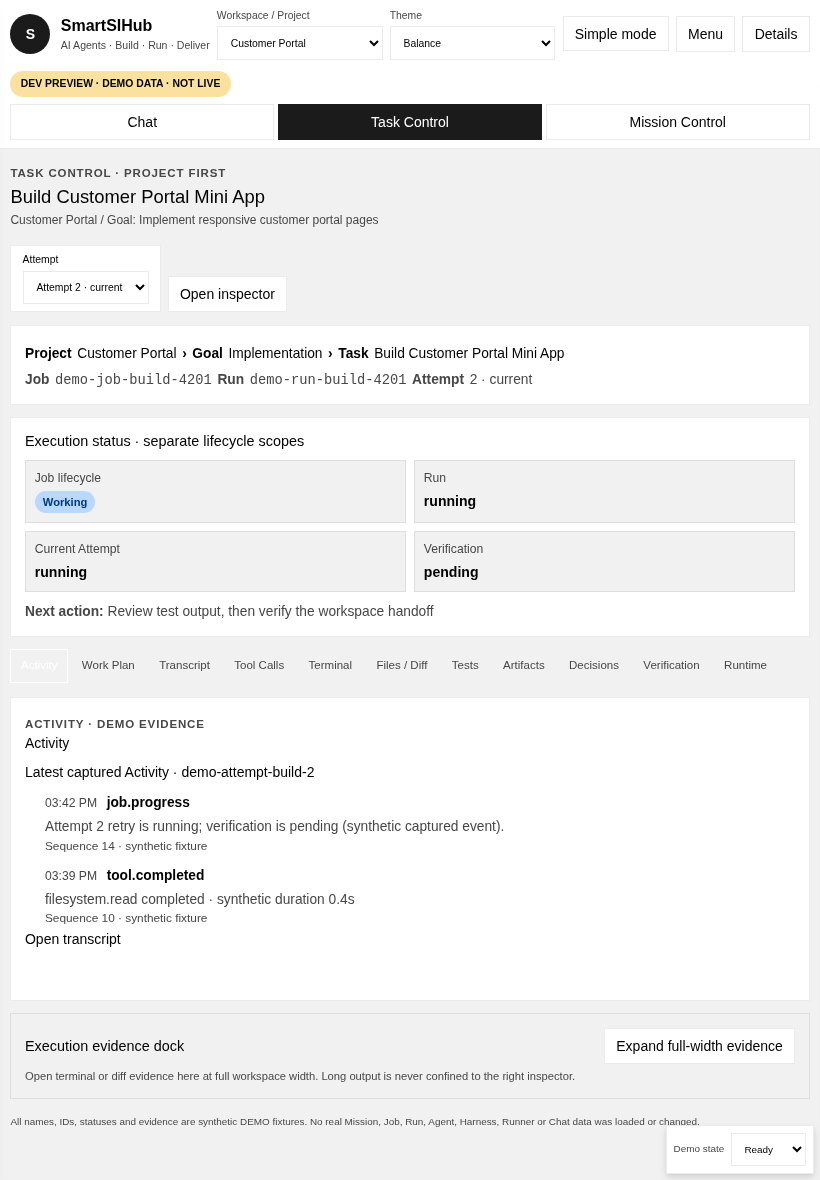 S
SmartSIHub
AI Agents · Build · Run · Deliver
Workspace / Project
Customer Portal
Theme
Balance
Simple mode
Menu
Details
DEV PREVIEW · DEMO DATA · NOT LIVE
Chat
Task Control
Mission Control
TASK CONTROL · PROJECT FIRST
Build Customer Portal Mini App
Customer Portal / Goal: Implement responsive customer portal pages
Attempt
Attempt 2 · current
Open inspector
Project Customer Portal › Goal Implementation › Task Build Customer Portal Mini App
Job demo-job-build-4201 Run demo-run-build-4201 Attempt 2 · current
Execution status · separate lifecycle scopes
Job lifecycle
Working
Run
running
Current Attempt
running
Verification
pending
Next action: Review test output, then verify the workspace handoff
Activity
Work Plan
Transcript
Tool Calls
Terminal
Files / Diff
Tests
Artifacts
Decisions
Verification
Runtime
ACTIVITY · DEMO EVIDENCE
Activity
Latest captured Activity · demo-attempt-build-2
03:42 PM job.progress
Attempt 2 retry is running; verification is pending (synthetic captured event).
Sequence 14 · synthetic fixture
03:39 PM tool.completed
filesystem.read completed · synthetic duration 0.4s
Sequence 10 · synthetic fixture
Open transcript
Execution evidence dock
Expand full-width evidence
Open terminal or diff evidence here at full workspace width. Long output is never confined to the right inspector.
All names, IDs, statuses and evidence are synthetic DEMO fixtures. No real Mission, Job, Run, Agent, Harness, Runner or Chat data was loaded or changed.
Demo state
Ready